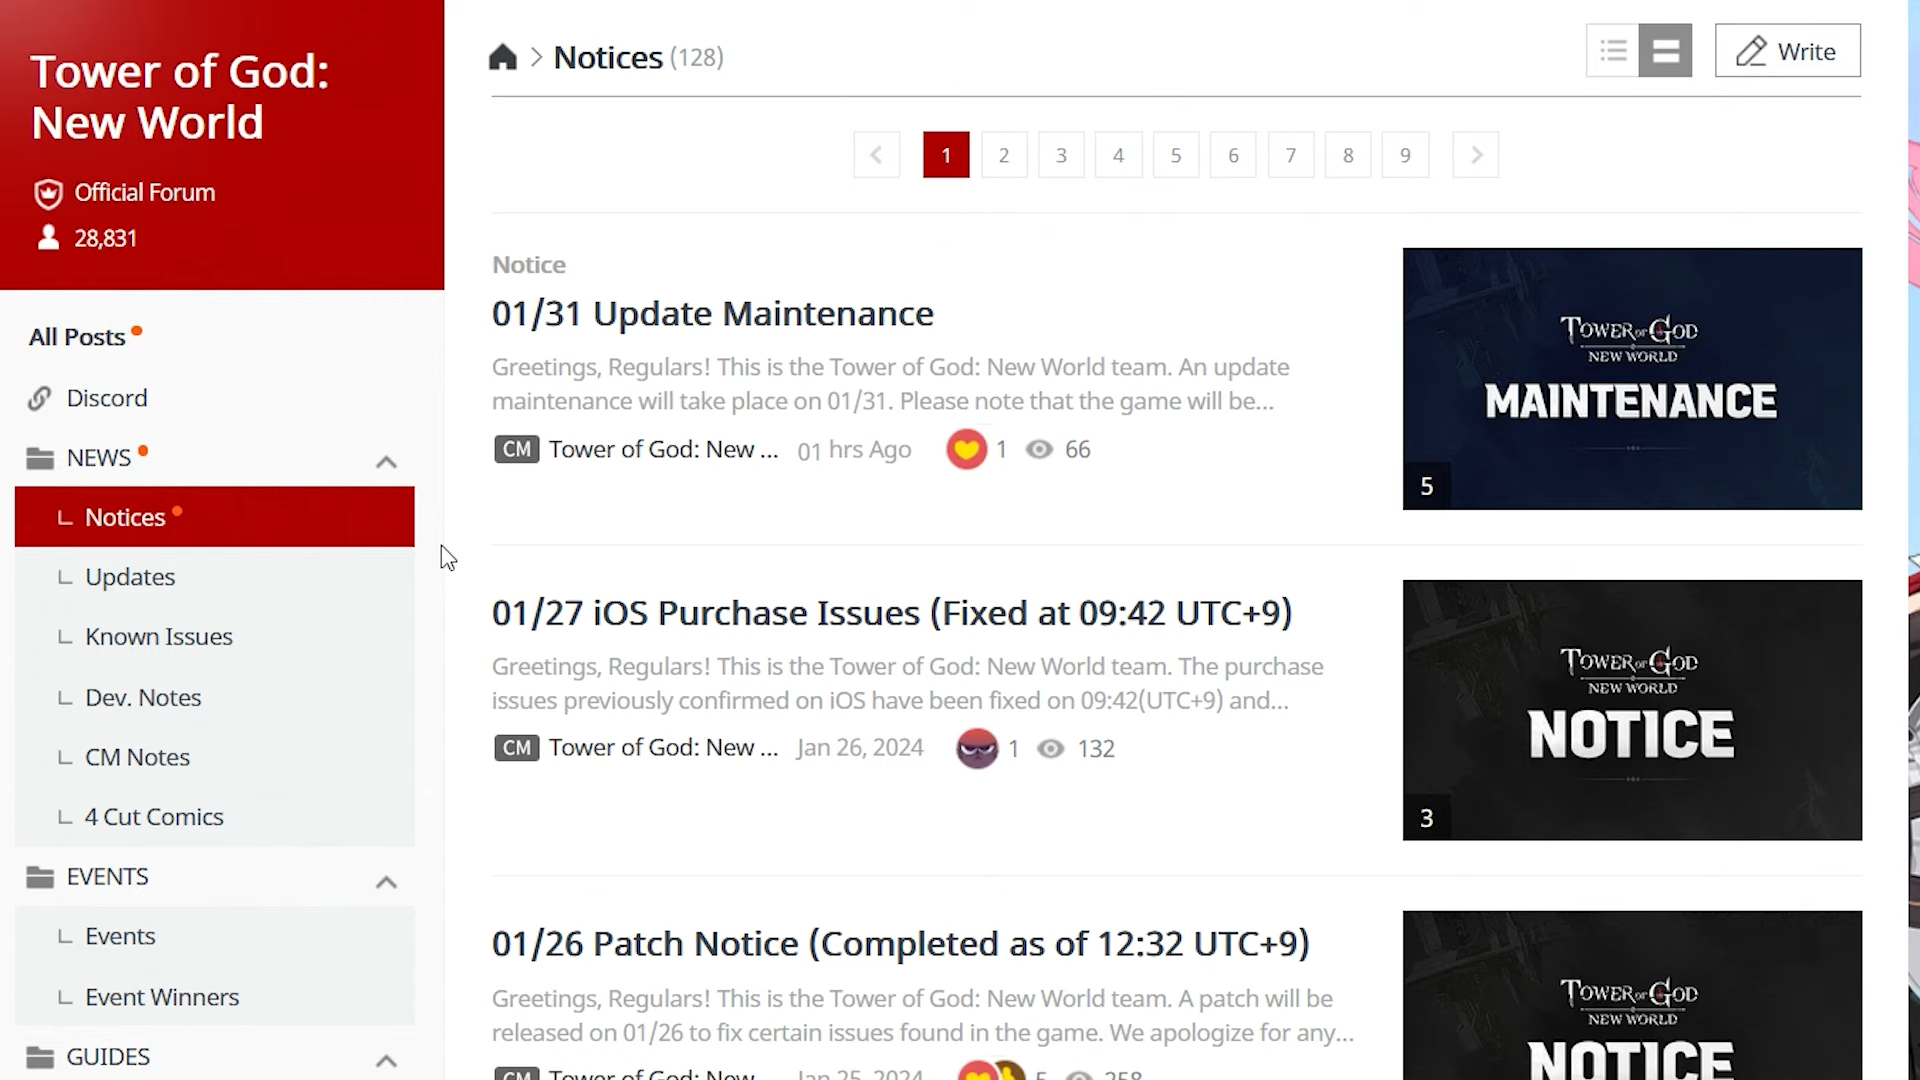 Tower of God:
New World
Official Forum
28,831
All Posts
Discord
NEWS
Notices
Updates
Known Issues
Dev. Notes
CM Notes
4 Cut Comics
EVENTS
Events
Event Winners
GUIDES
Notices (128)
Write
1 2 3 4 5 6 7 8 9
Notice
01/31 Update Maintenance
Greetings, Regulars! This is the Tower of God: New World team. An update
maintenance will take place on 01/31. Please note that the game will be...
CM Tower of God: New ... 01 hrs Ago 1 66
TOWER OF GOD
NEW WORLD
MAINTENANCE
5
01/27 iOS Purchase Issues (Fixed at 09:42 UTC+9)
Greetings, Regulars! This is the Tower of God: New World team. The purchase
issues previously confirmed on iOS have been fixed on 09:42(UTC+9) and...
CM Tower of God: New ... Jan 26, 2024 1 132
TOWER OF GOD
NEW WORLD
NOTICE
3
01/26 Patch Notice (Completed as of 12:32 UTC+9)
Greetings, Regulars! This is the Tower of God: New World team. A patch will be
released on 01/26 to fix certain issues found in the game. We apologize for any...
CM Tower of God: New ... Jan 25, 2024 5 258
TOWER OF GOD
NEW WORLD
NOTICE